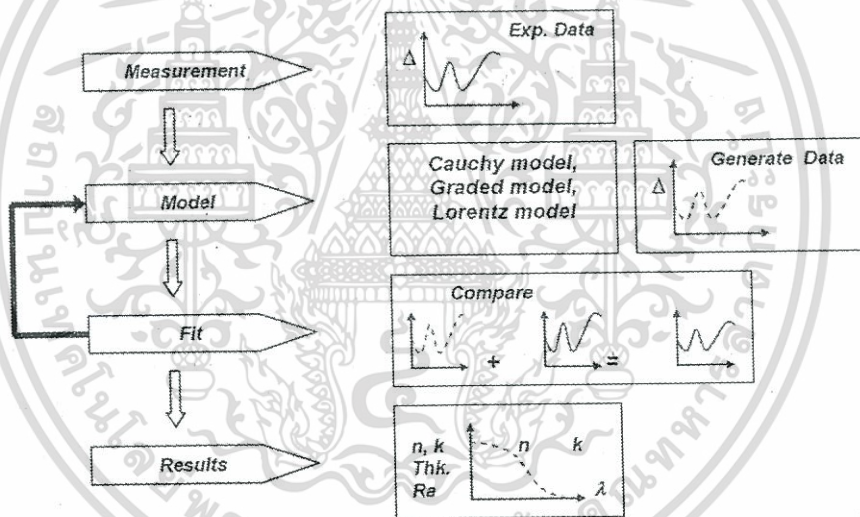 Measurement
Exp. Data
Δ
Model
Cauchy model,
Graded model,
Lorentz model
Generate Data
Δ
Fit
Compare
+ =
Results
n, k
Thk.
Ra
n k
λ